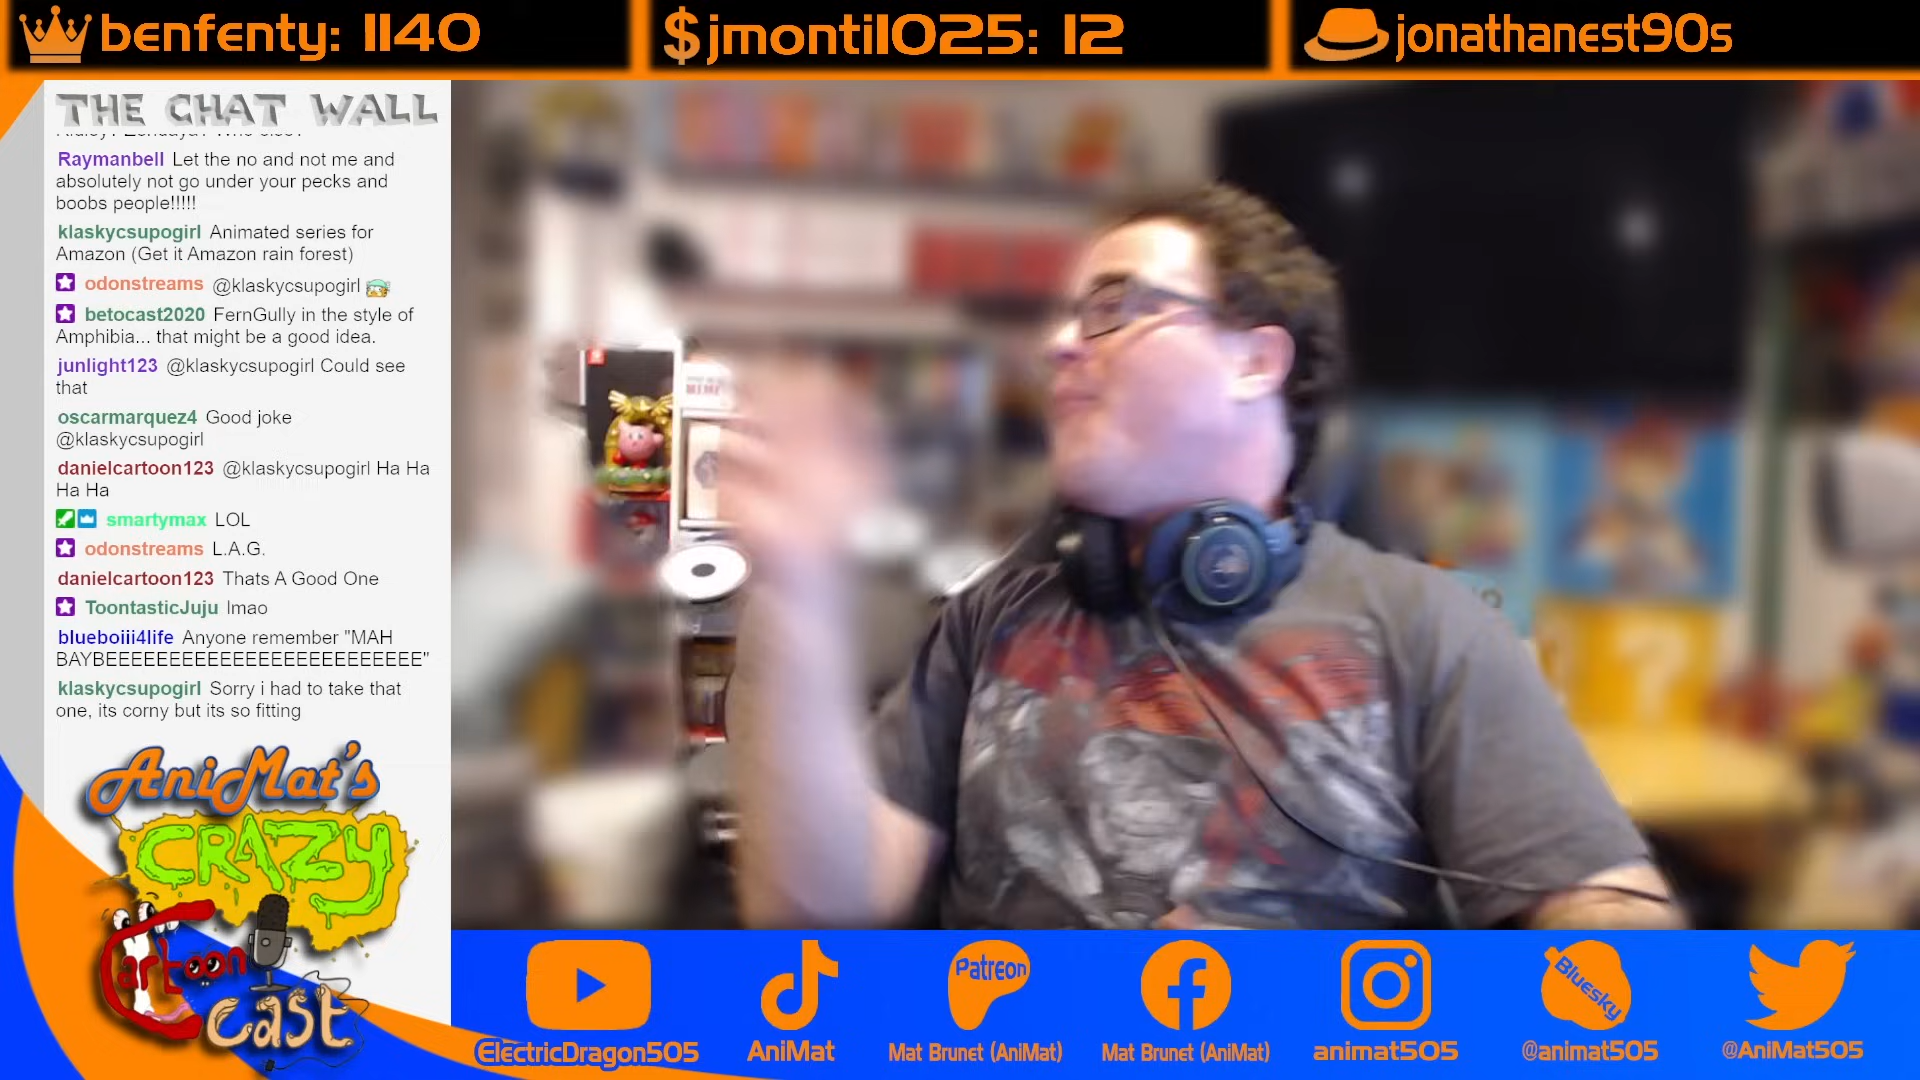 benfenty: 1140
$jmonti1025: 12
jonathanest90s
THE CHAT WALL
Raymanbell Let the no and not me and
absolutely not go under your pecks and
boobs people!!!!!
klaskycsupogirl Animated series for
Amazon (Get it Amazon rain forest)
odonstreams @klaskycsupogirl
betocast2020 FernGully in the style of
Amphibia... that might be a good idea.
junlight123 @klaskycsupogirl Could see
that
oscarmarquez4 Good joke
@klaskycsupogirl
danielcartoon123 @klaskycsupogirl Ha Ha
Ha Ha
smartymax LOL
odonstreams L.A.G.
danielcartoon123 Thats A Good One
ToontasticJuju lmao
blueboiii4life Anyone remember "MAH
BAYBEEEEEEEEEEEEEEEEEEEEEEEEE"
klaskycsupogirl Sorry i had to take that
one, its corny but its so fitting
AniMat's
CRAZY
Cartoon
cast
Patreon
Bluesky
ElectricDragon505
AniMat
Mat Brunet (AniMat)
Mat Brunet (AniMat)
animat505
@animat505
@AniMat505